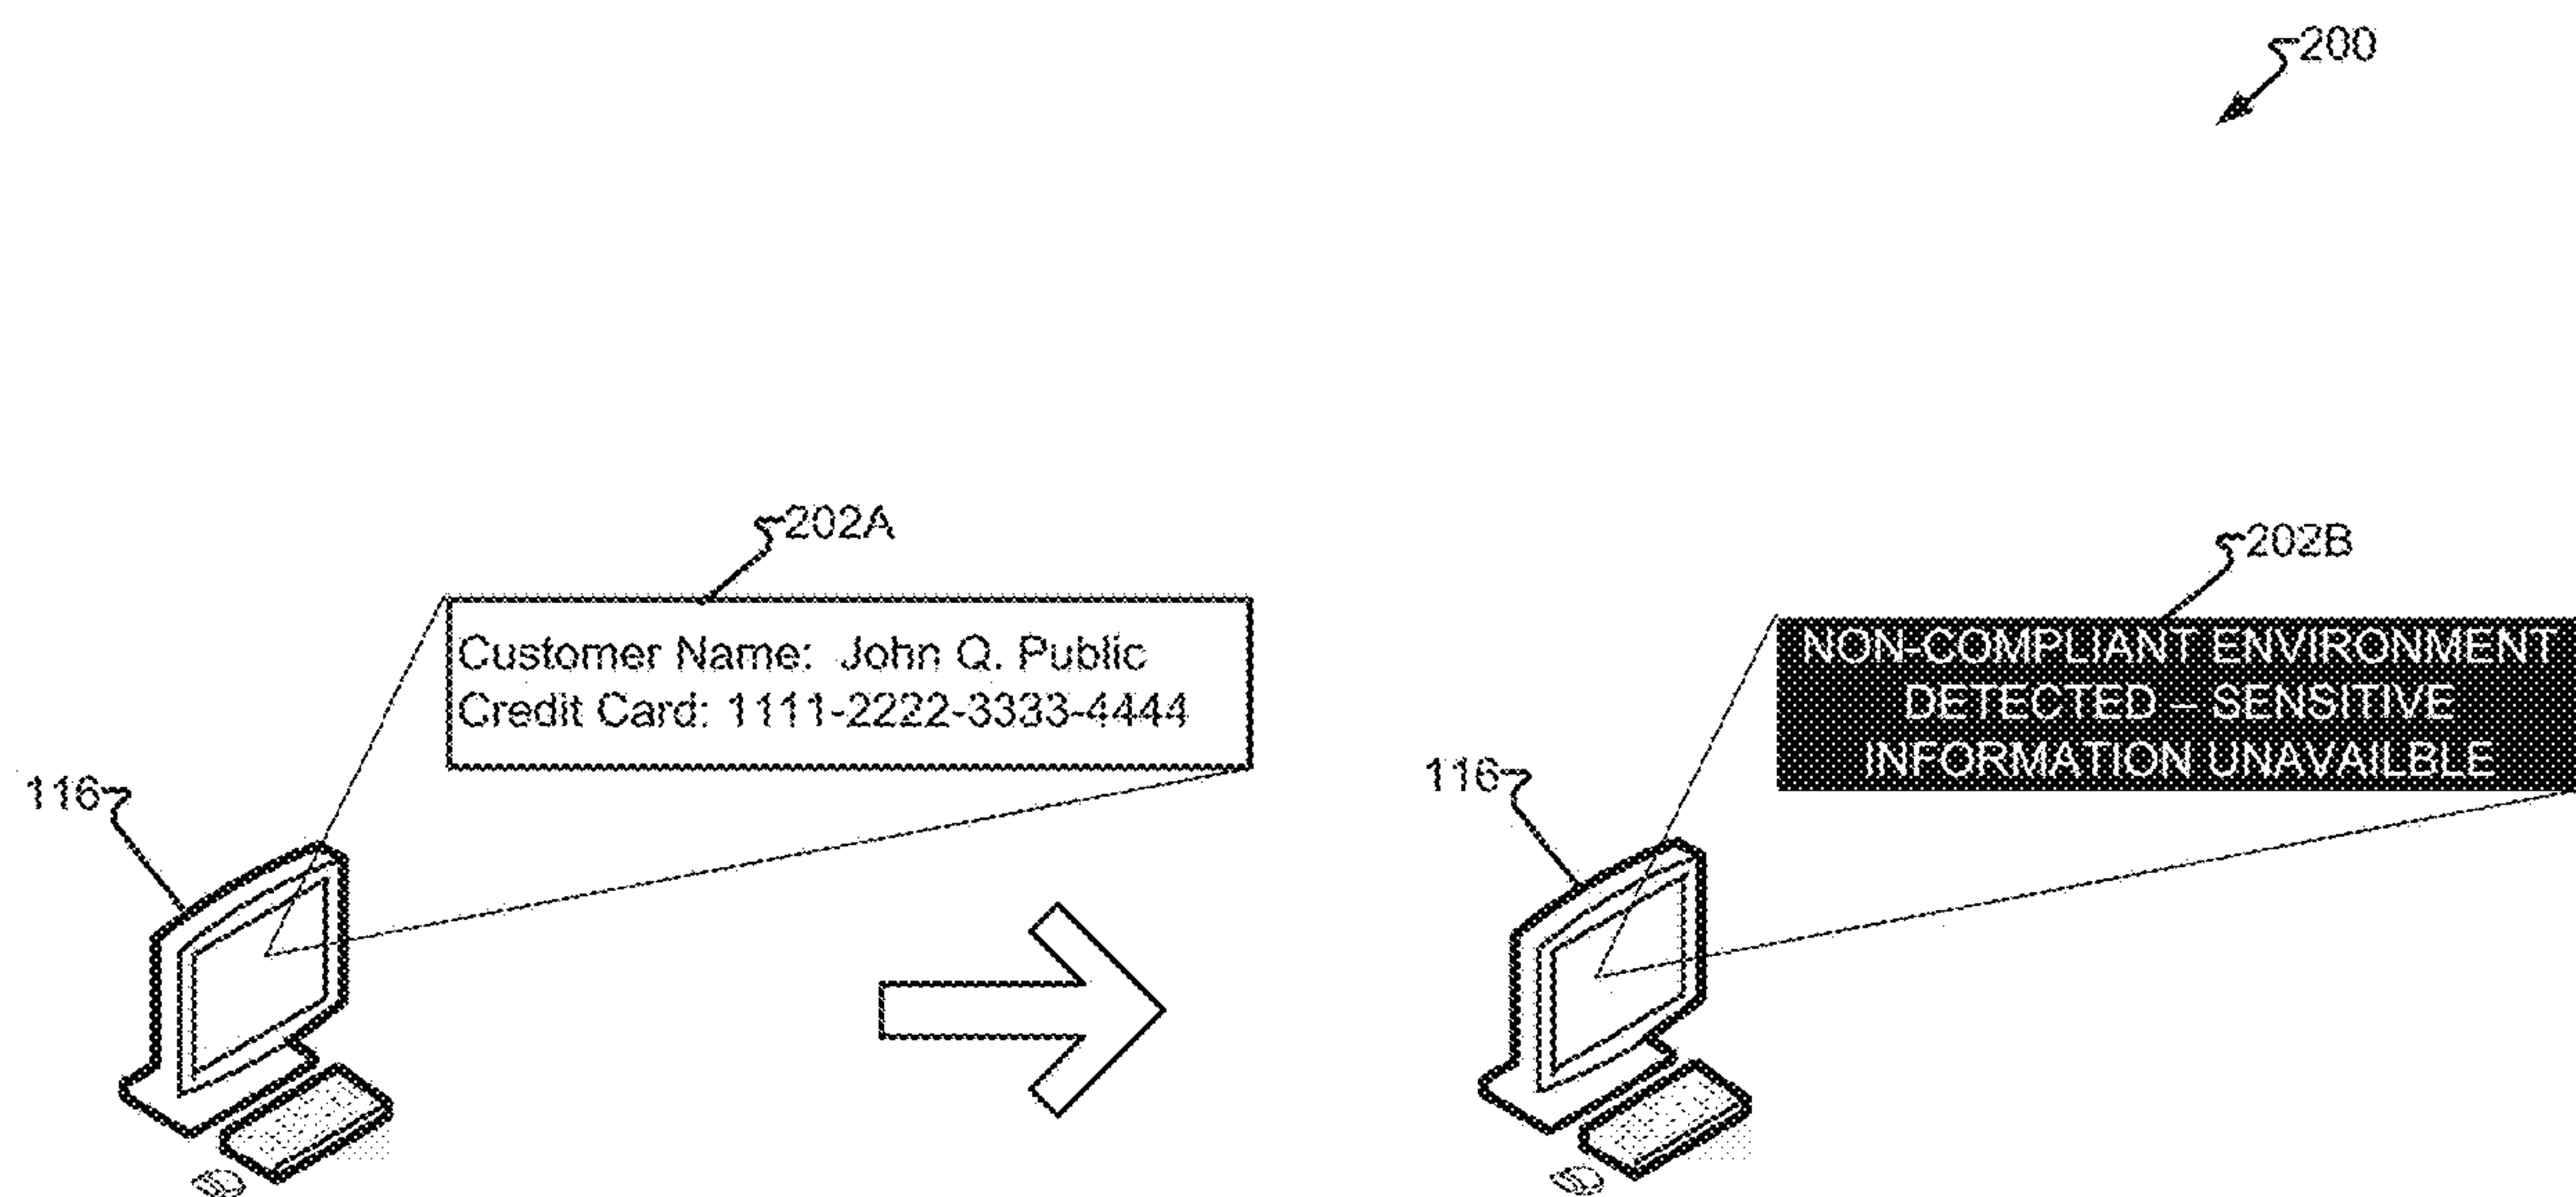 200
202A
Customer Name: John Q. Public
Credit Card: 1111-2222-3333-4444
116
202B
NON-COMPLIANT ENVIRONMENT
DETECTED – SENSITIVE
INFORMATION UNAVAILBLE
116